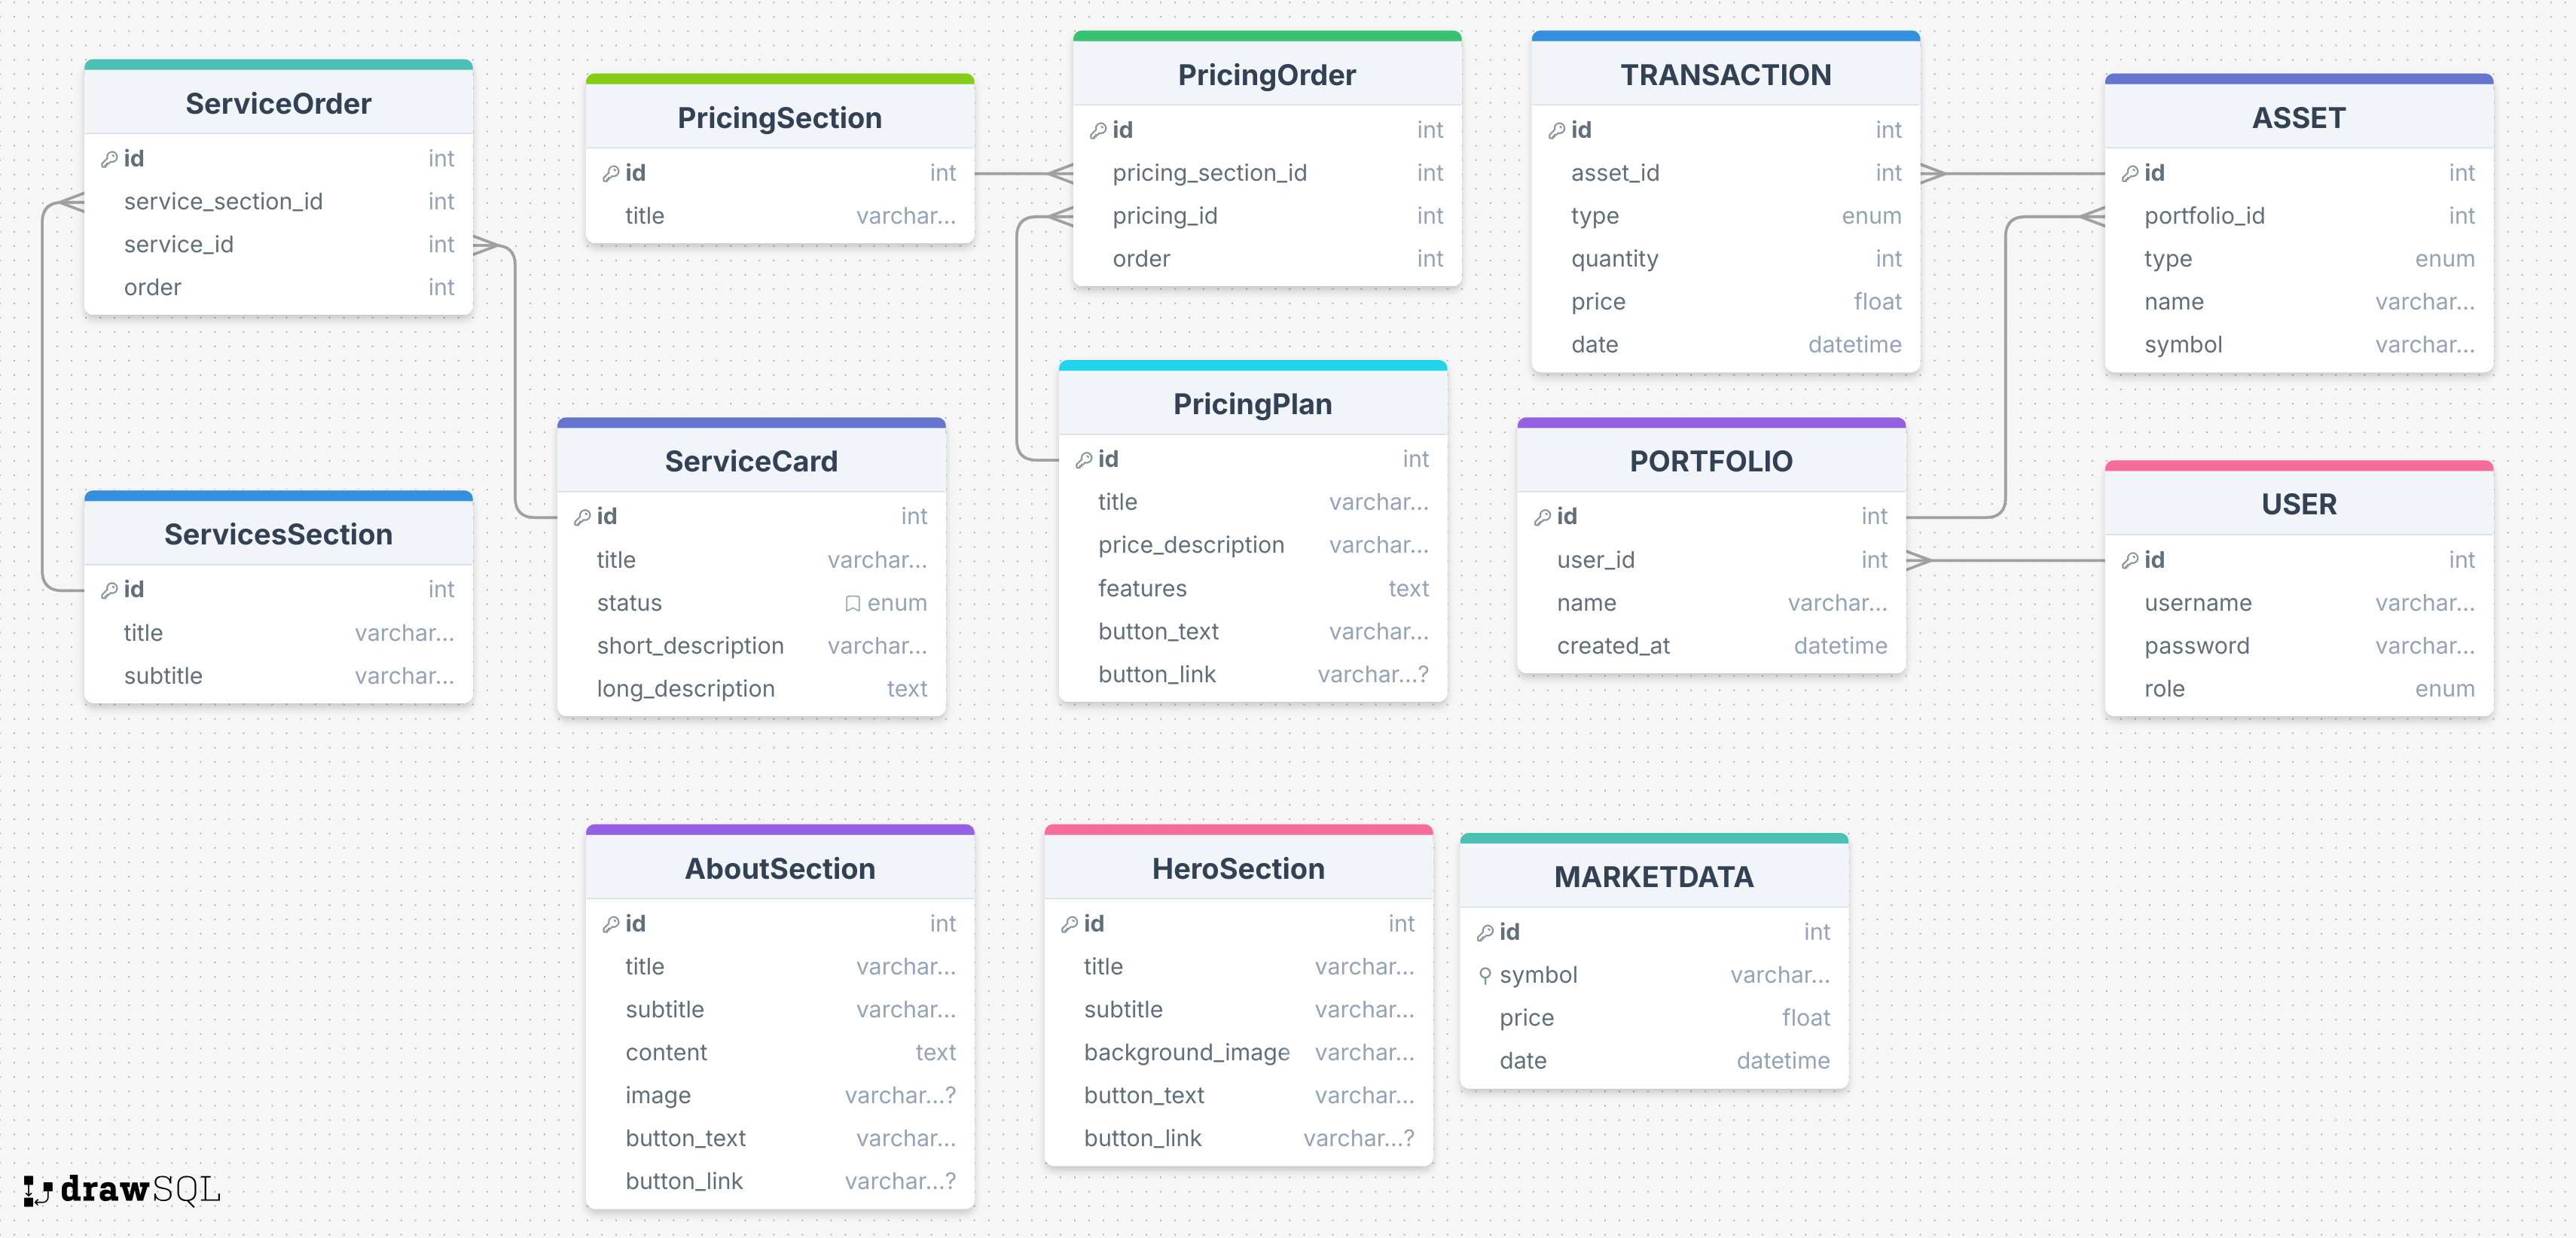 ServiceOrder
id int
service_section_id int
service_id int
order int
PricingSection
id int
title varchar...
PricingOrder
id int
pricing_section_id int
pricing_id int
order int
TRANSACTION
id int
asset_id int
type enum
quantity int
price float
date datetime
ASSET
id int
portfolio_id int
type enum
name varchar...
symbol varchar...
ServicesSection
id int
title varchar...
subtitle varchar...
ServiceCard
id int
title varchar...
status enum
short_description varchar...
long_description text
PricingPlan
id int
title varchar...
price_description varchar...
features text
button_text varchar...
button_link varchar...?
PORTFOLIO
id int
user_id int
name varchar...
created_at datetime
USER
id int
username varchar...
password varchar...
role enum
AboutSection
id int
title varchar...
subtitle varchar...
content text
image varchar...?
button_text varchar...
button_link varchar...?
HeroSection
id int
title varchar...
subtitle varchar...
background_image varchar...
button_text varchar...
button_link varchar...?
MARKETDATA
id int
symbol varchar...
price float
date datetime
drawSQL